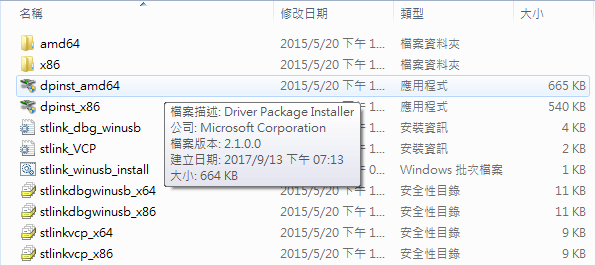 名稱 修改日期 類型 大小
amd64 2015/5/20 下午 1... 檔案資料夾
x86 2015/5/20 下午 1... 檔案資料夾
dpinst_amd64 2015/5/20 下午 1... 應用程式 665 KB
dpinst_x86 2015/5/20 下午 1... 應用程式 540 KB
檔案描述: Driver Package Installer
stlink_dbg_winusb 下午 1... 安裝資訊 4 KB
公司: Microsoft Corporation
檔案版本: 2.1.0.0
stlink_VCP 下午 1... 安裝資訊 2 KB
建立日期: 2017/9/13 下午 07:13
stlink_winusb_install 下午 0... Windows 批次檔案 1 KB
大小: 664 KB
stlinkdbgwinusb_x64 2015/5/20 下午 1... 安全性目錄 11 KB
stlinkdbgwinusb_x86 2015/5/20 下午 1... 安全性目錄 11 KB
stlinkvcp_x64 2015/5/20 下午 1... 安全性目錄 9 KB
stlinkvcp_x86 2015/5/20 下午 1... 安全性目錄 9 KB